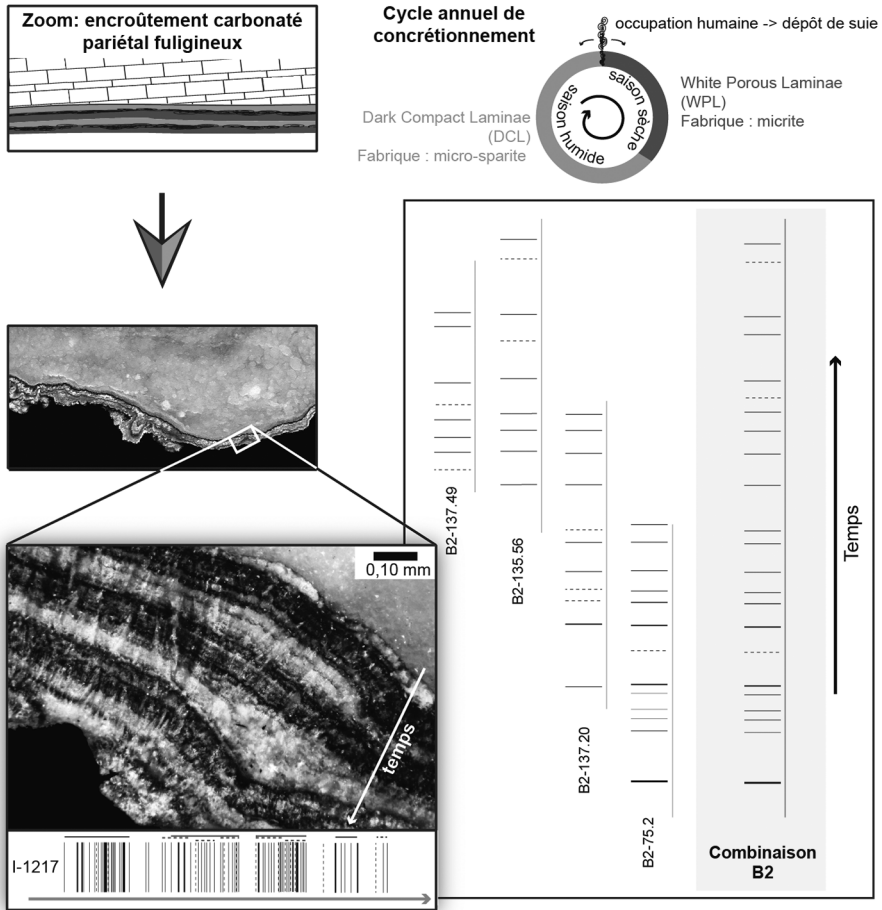 Zoom: encroûtement carbonaté
pariétal fuligineux
Cycle annuel de
concrétionnement
occupation humaine -> dépôt de suie
saison sèche
saison humide
White Porous Laminae
(WPL)
Fabrique : micrite
Dark Compact Laminae
(DCL)
Fabrique : micro-sparite
B2-137.49
B2-135.56
B2-137.20
B2-75.2
Temps
Combinaison
B2
0,10 mm
temps
I-1217